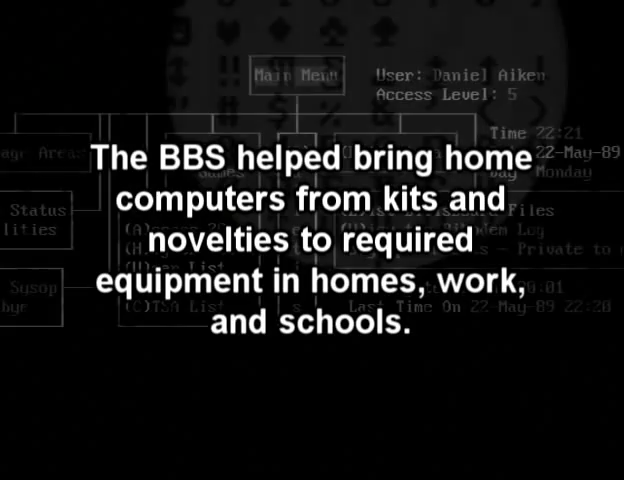 Main Menu
User: Daniel Aiken
Access Level: 5
Time 22:21
22-May-89
Monday
The BBS helped bring home
computers from kits and
novelties to required
equipment in homes, work,
and schools.
Status
Files
Log
- Private to
Sysop
Last Time On 22-May-89 22:20